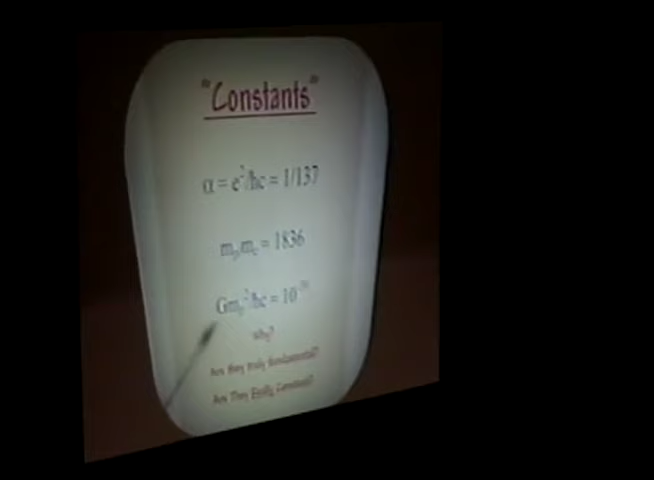 "Constants"
α = e²/hc = 1/137
mₚ/mₑ = 1836
Gmₚ²/hc = 10
Why?
Are they truly fundamental?
Are They Really Constant?